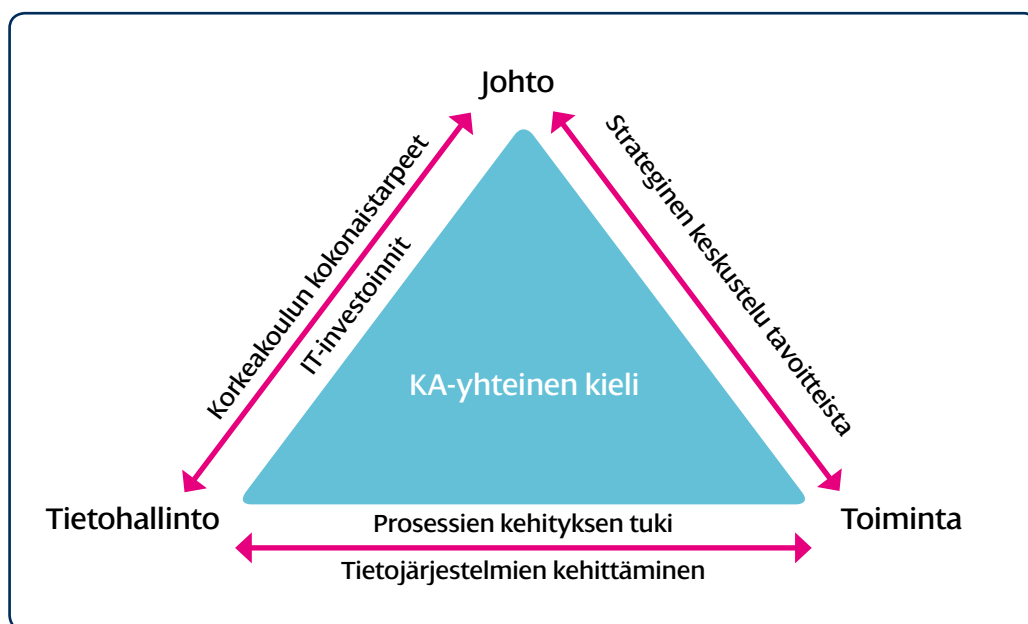 Johto
Korkeakoulun kokonaistarpeet
IT-investoinnit
Strateginen keskustelu tavoitteista
KA-yhteinen kieli
Tietohallinto
Toiminta
Prosessien kehityksen tuki
Tietojärjestelmien kehittäminen